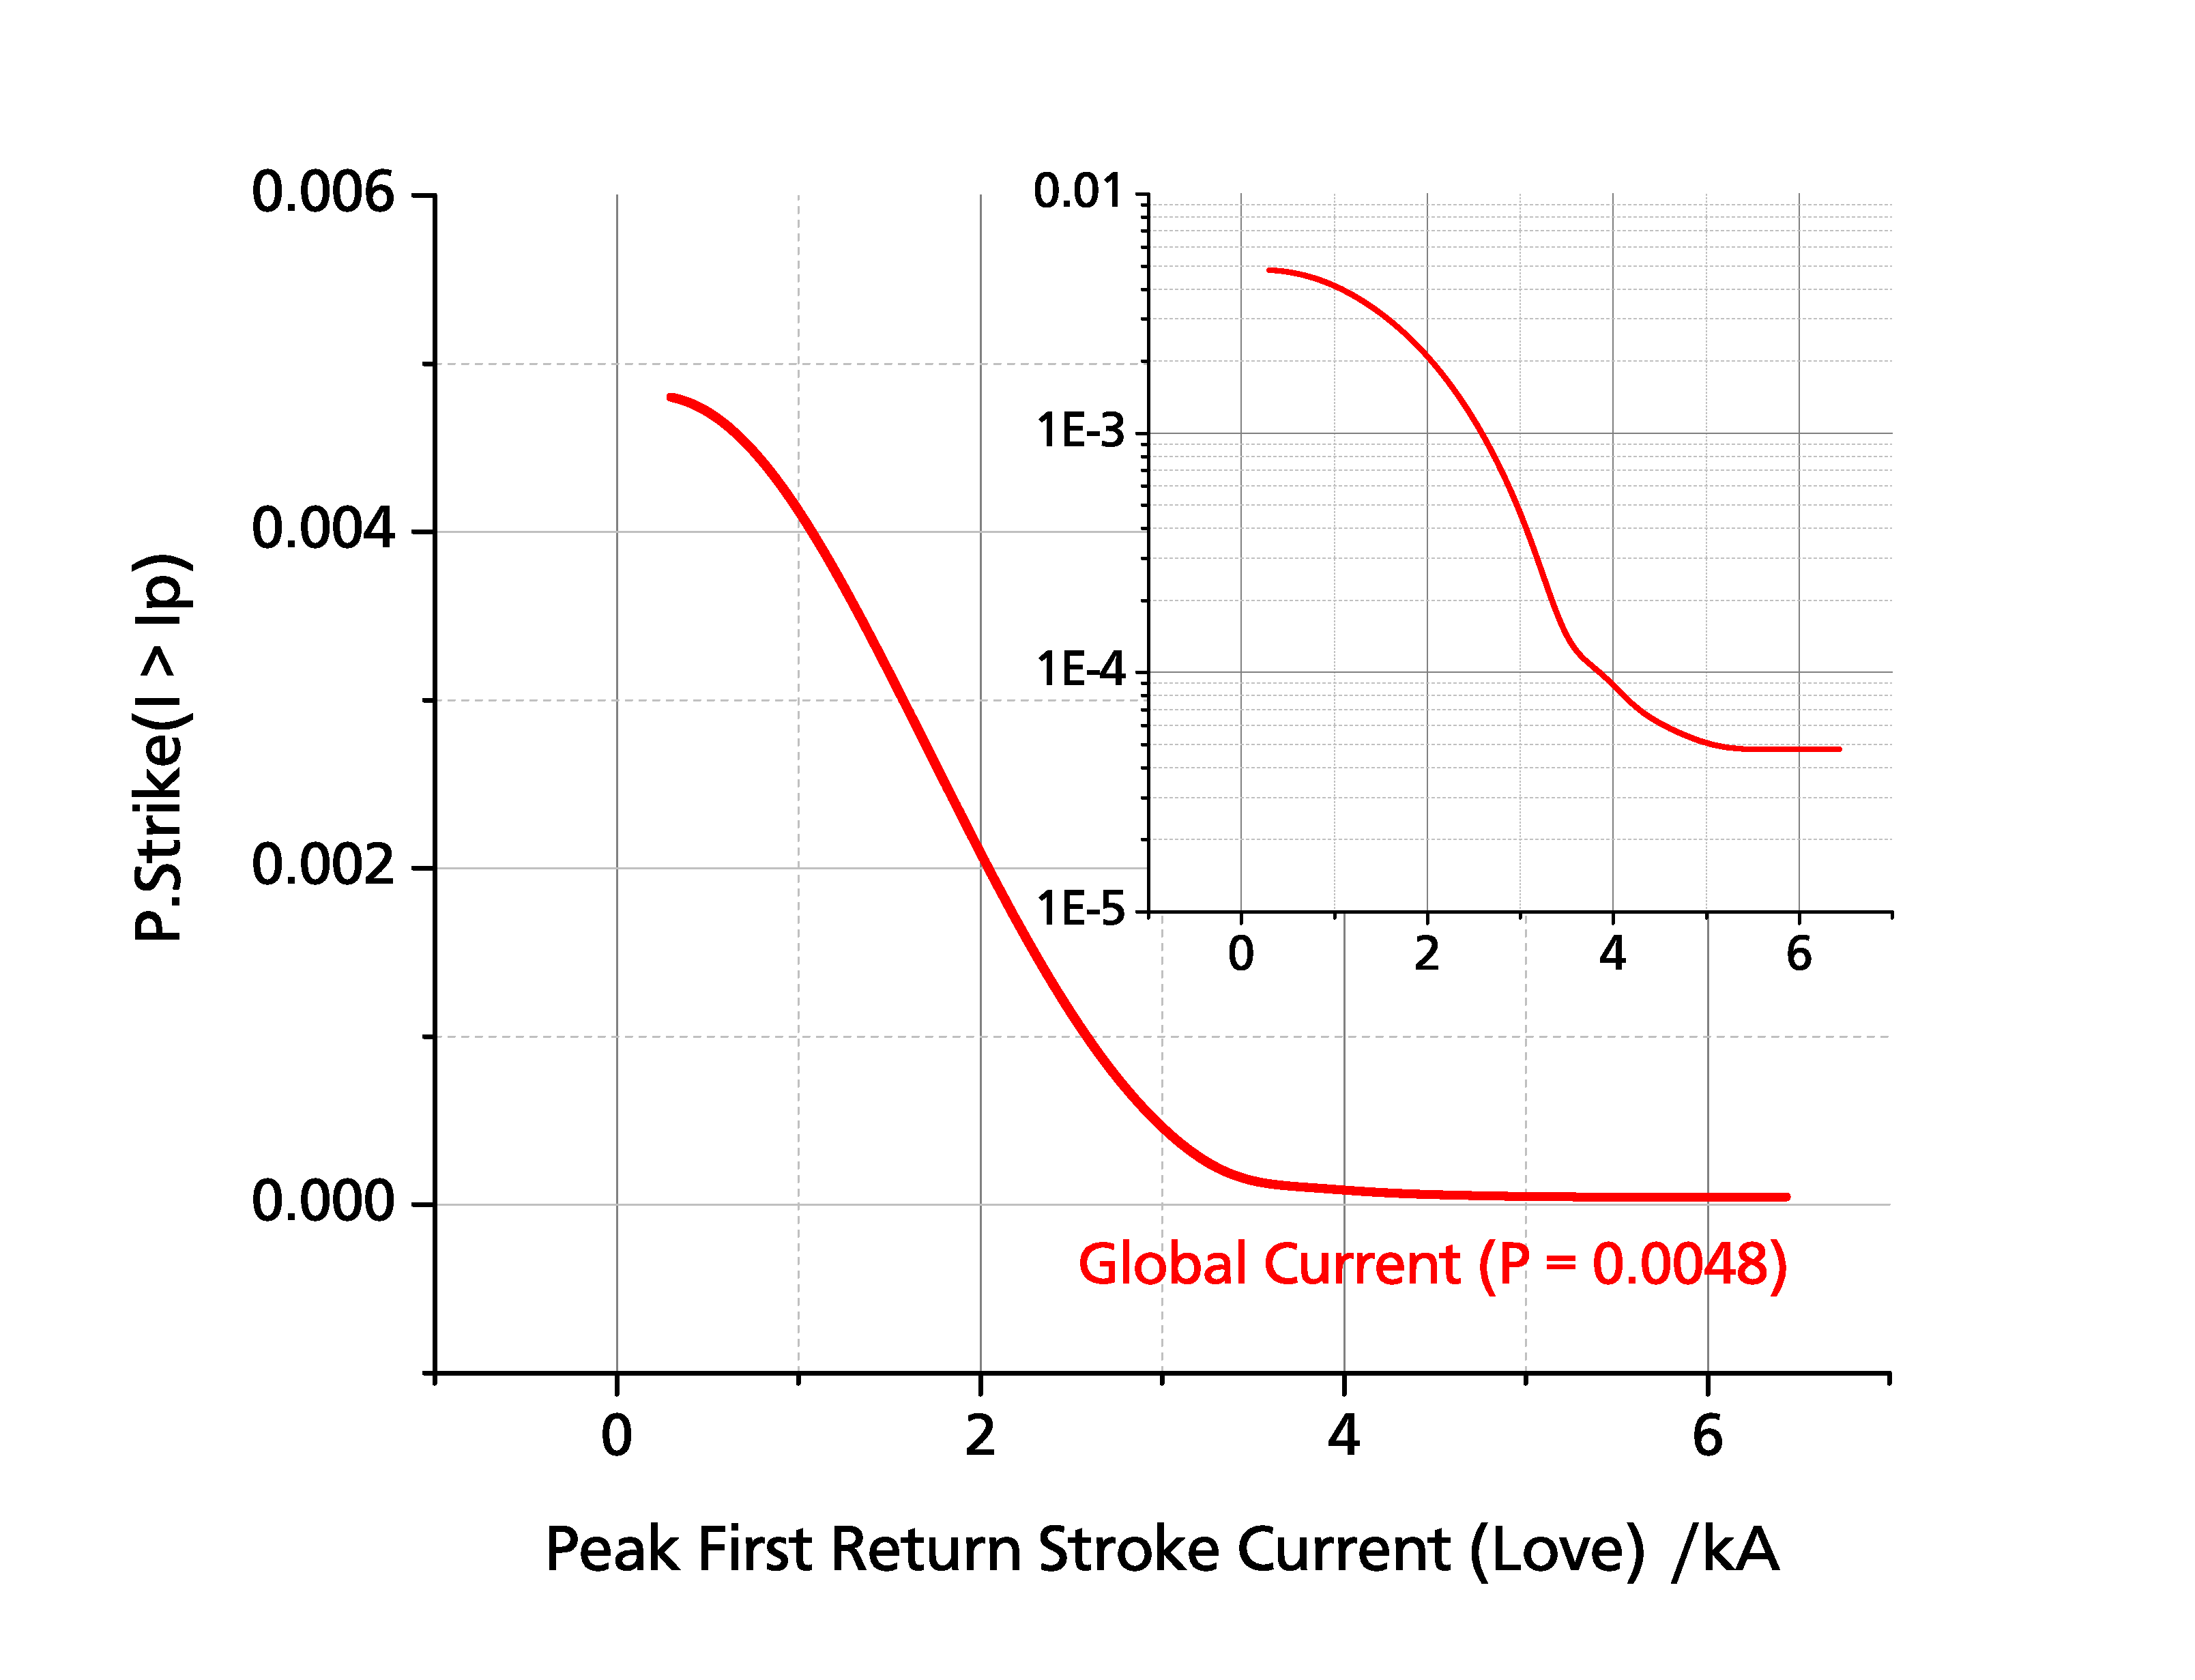 0.006
0.004
0.002
0.000
P.Strike(I > Ip)
0.01
1E-3
1E-4
1E-5
0 2 4 6
Global Current (P = 0.0048)
0 2 4 6
Peak First Return Stroke Current (Love) /kA